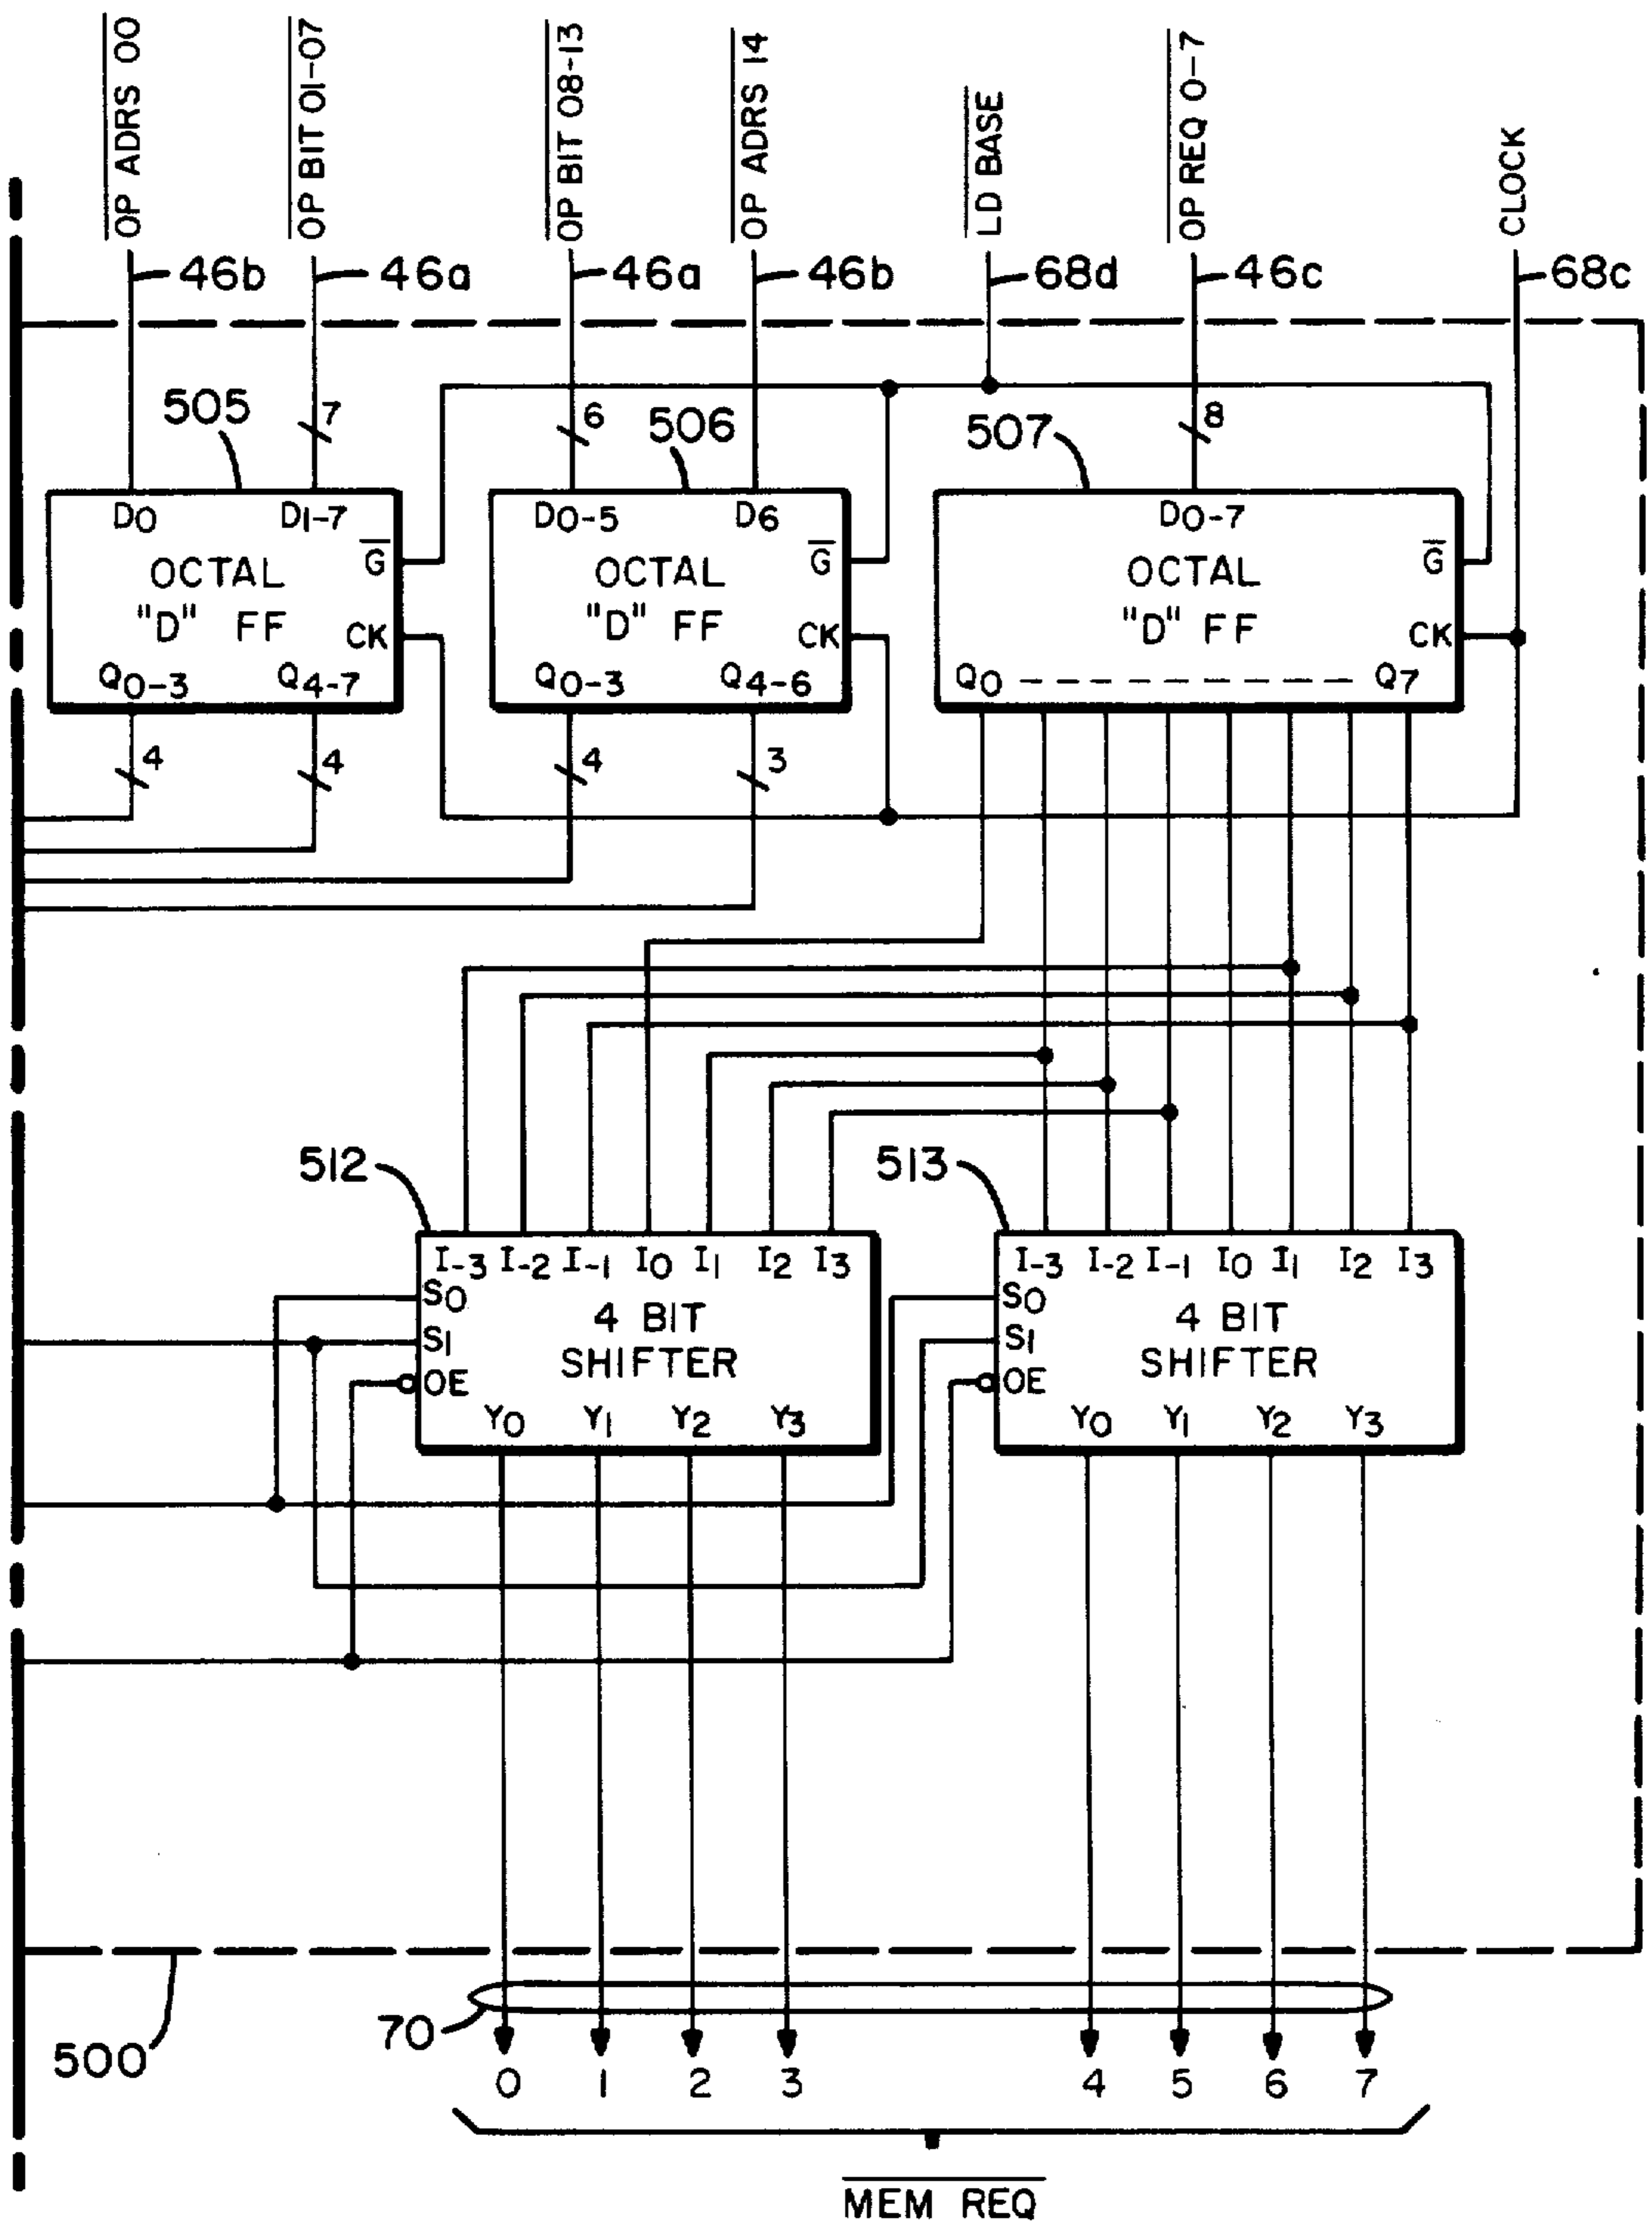 OP ADRS 00
OP BIT 01-07
OP BIT 08-13
OP ADRS 14
LD BASE
OP REQ 0-7
CLOCK
46b
46a
46a
46b
68d
46c
68c
505
7
6
506
507
8
D0
D1-7
G
OCTAL
"D" FF
CK
Q0-3
Q4-7
D0-5
D6
G
OCTAL
"D" FF
CK
Q0-3
Q4-6
D0-7
G
OCTAL
"D" FF
CK
Q0
Q7
4
4
4
3
512
513
I-3 I-2 I-1 I0 I1 I2 I3
S0
4 BIT
S1
SHIFTER
OE
Y0 Y1 Y2 Y3
I-3 I-2 I-1 I0 I1 I2 I3
S0
4 BIT
S1
SHIFTER
OE
Y0 Y1 Y2 Y3
500
70
0 1 2 3 4 5 6 7
MEM REQ